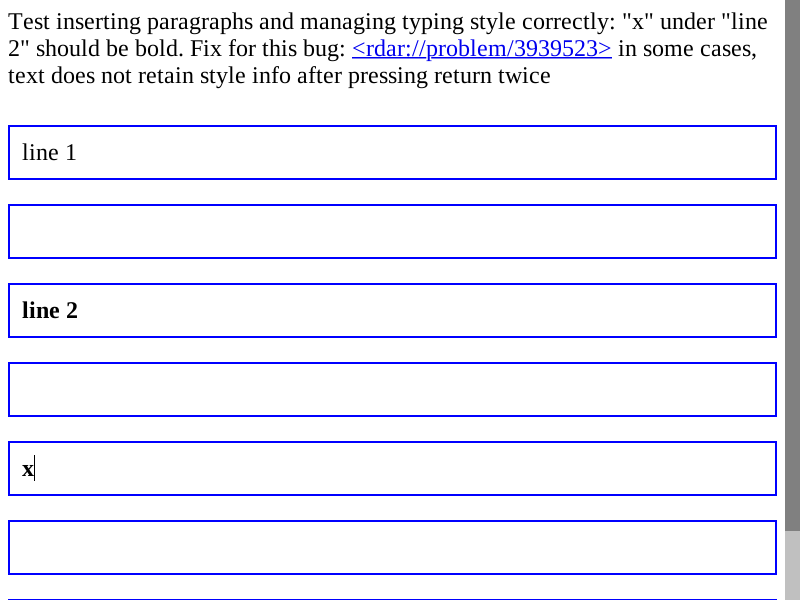 Test inserting paragraphs and managing typing style correctly: "x" under "line
2" should be bold. Fix for this bug: <rdar://problem/3939523> in some cases,
text does not retain style info after pressing return twice
line 1
line 2
x